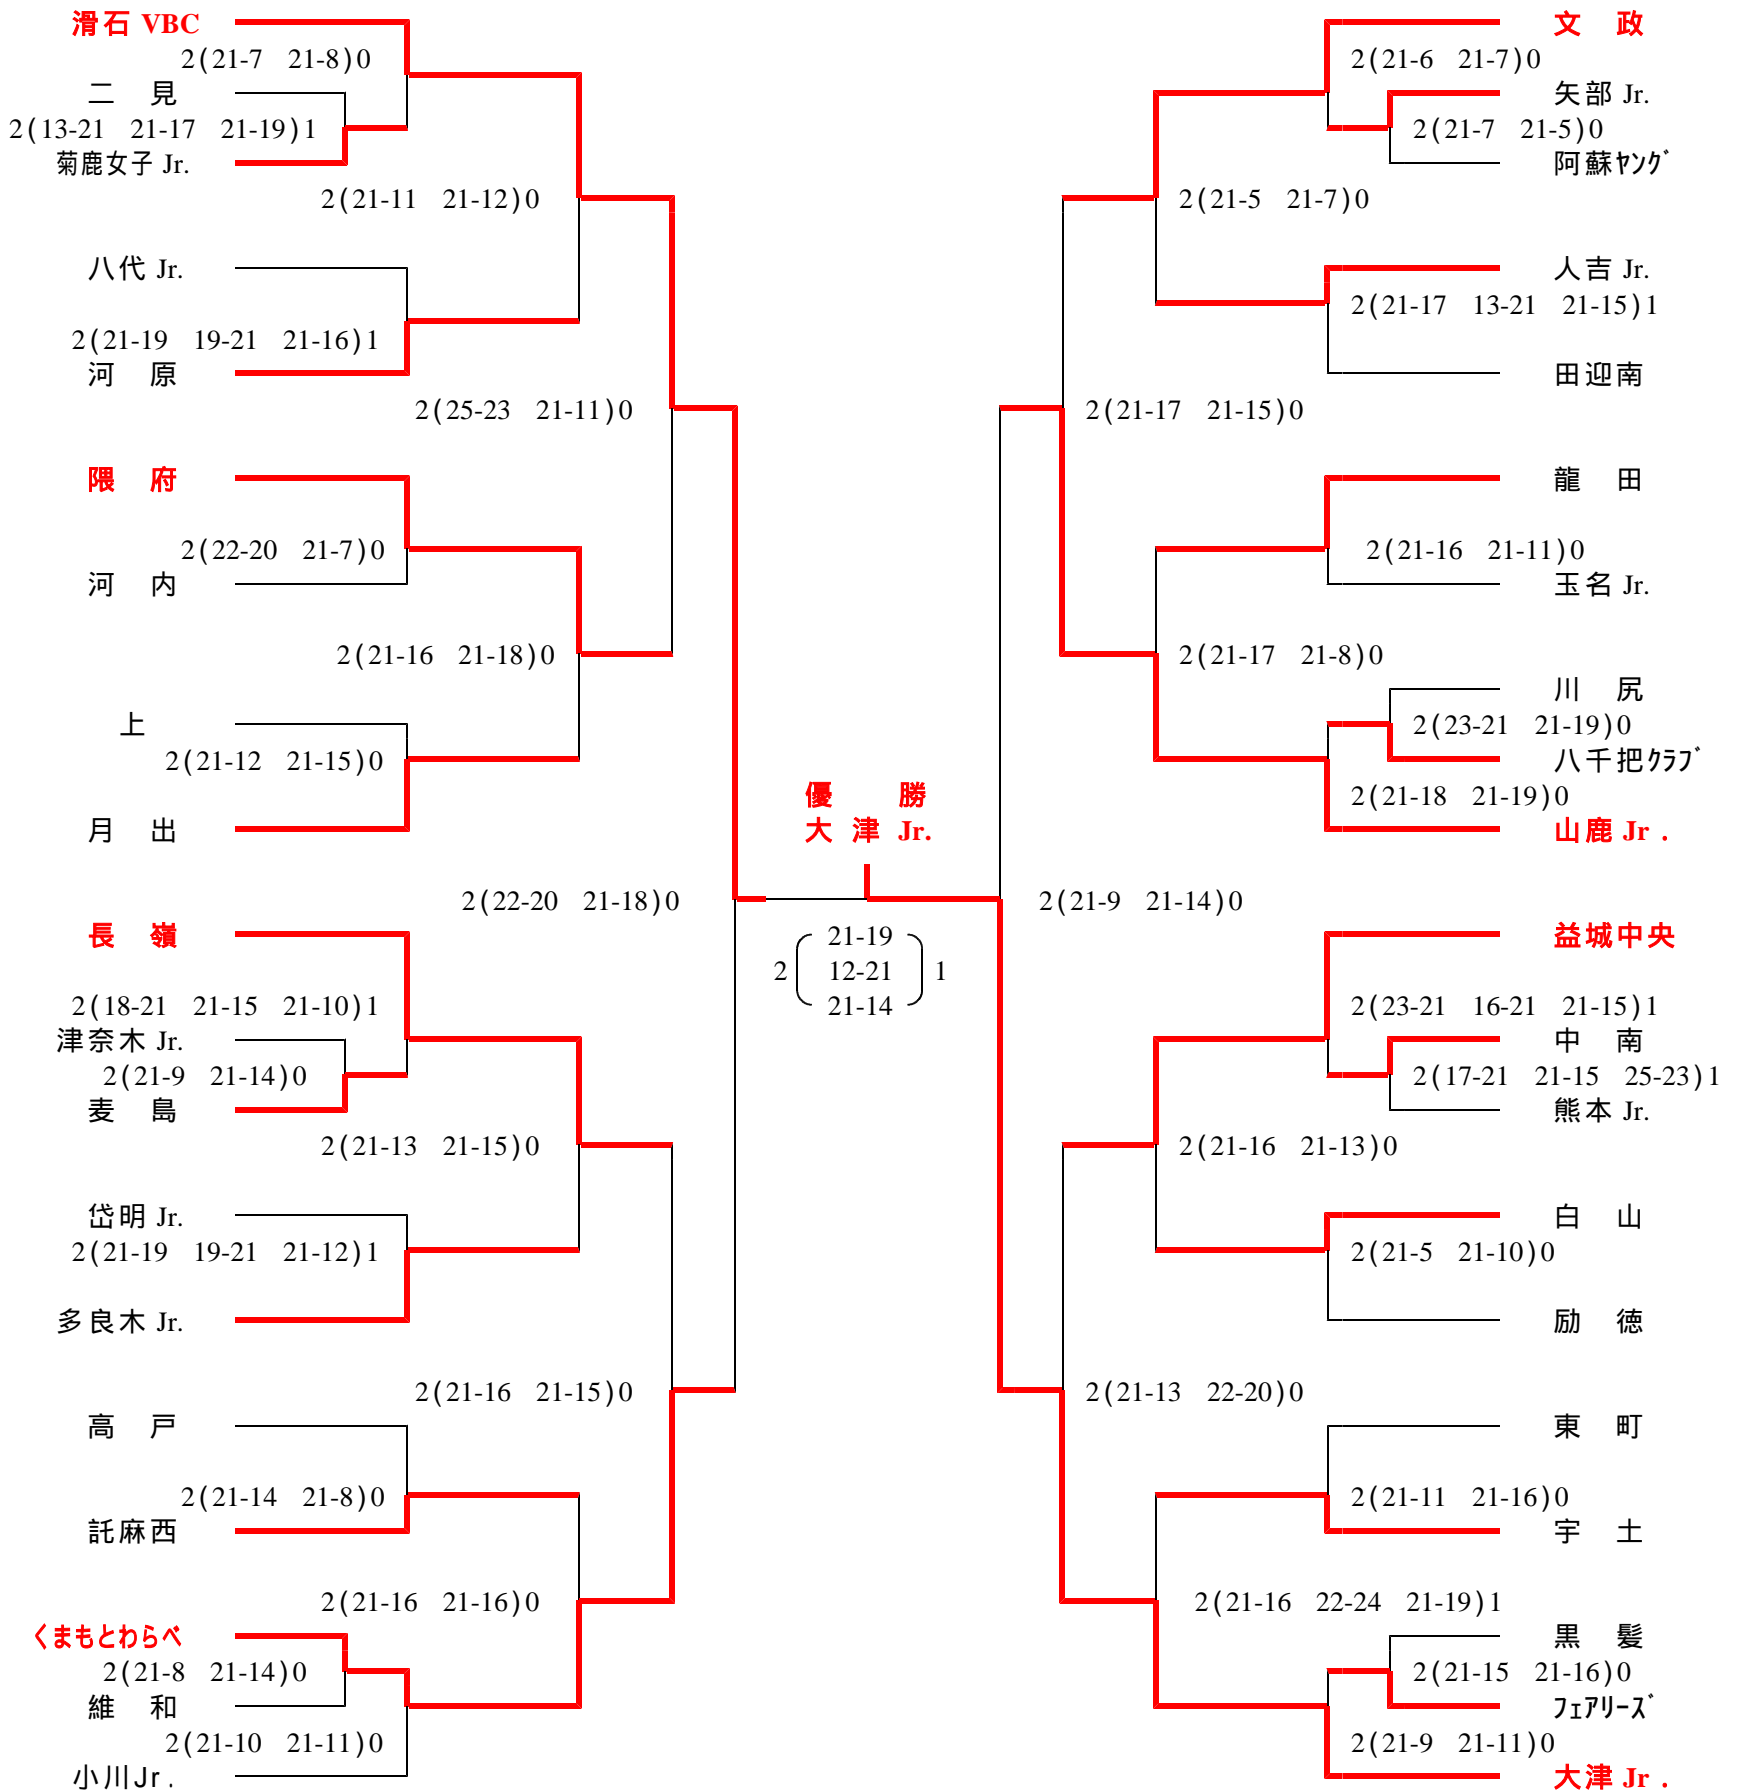 滑石 VBC
2(21-7 21-8)0
二 見
2(13-21 21-17 21-19)1
菊鹿女子 Jr.
2(21-11 21-12)0
八代 Jr.
2(21-19 19-21 21-16)1
河 原
2(25-23 21-11)0
隈 府
2(22-20 21-7)0
河 内
2(21-16 21-18)0
上
2(21-12 21-15)0
月 出
2(22-20 21-18)0
長 嶺
2(18-21 21-15 21-10)1
津奈木 Jr.
2(21-9 21-14)0
麦 島
2(21-13 21-15)0
岱明 Jr.
2(21-19 19-21 21-12)1
多良木 Jr.
2(21-16 21-15)0
高 戸
2(21-14 21-8)0
託麻西
2(21-16 21-16)0
くまもとわらべ
2(21-8 21-14)0
維 和
2(21-10 21-11)0
小川Jr.
優 勝
大 津 Jr.
21-19
2 12-21 1
21-14
文 政
2(21-6 21-7)0
矢部 Jr.
2(21-7 21-5)0
阿蘇ヤング
2(21-5 21-7)0
人吉 Jr.
2(21-17 13-21 21-15)1
田迎南
2(21-17 21-15)0
龍 田
2(21-16 21-11)0
玉名 Jr.
2(21-17 21-8)0
川 尻
2(23-21 21-19)0
八千把クラブ
2(21-18 21-19)0
山鹿 Jr.
2(21-9 21-14)0
益城中央
2(23-21 16-21 21-15)1
中 南
2(17-21 21-15 25-23)1
熊本 Jr.
2(21-16 21-13)0
白 山
2(21-5 21-10)0
励 徳
2(21-13 22-20)0
東 町
2(21-11 21-16)0
宇 土
2(21-16 22-24 21-19)1
黒 髪
2(21-15 21-16)0
フェアリーズ
2(21-9 21-11)0
大津 Jr.